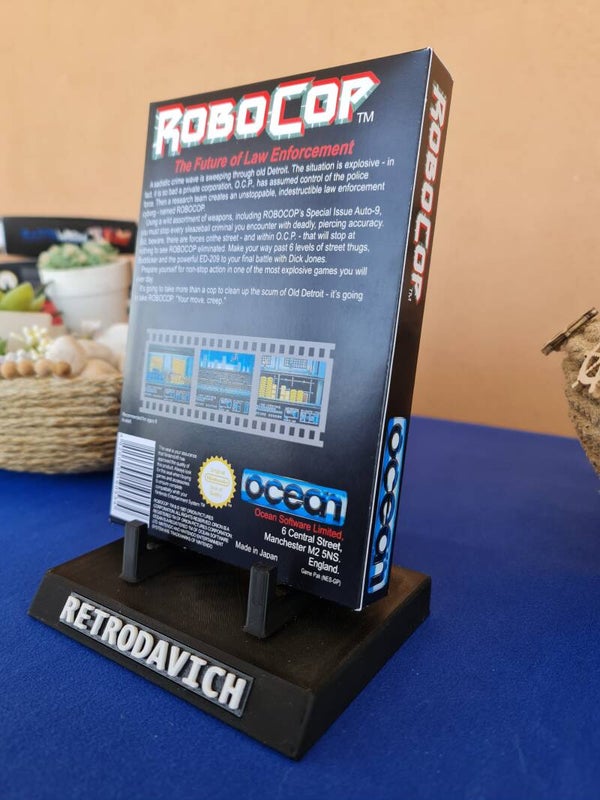 ROBOCOP TM
The Future of Law Enforcement
A sadistic crime wave is sweeping through old Detroit. The situation is explosive - in
fact, it is so bad a private corporation, O.C.P., has assumed control of the police
force. Then a research team creates an unstoppable, indestructible law enforcement
cyborg - named ROBOCOP.
Using a wild assortment of weapons, including ROBOCOP's Special Issue Auto-9,
must stop every sleazeball criminal you encounter with deadly, piercing accuracy.
beware, there are forces on the street - and within O.C.P. - that will stop at
nothing to see ROBOCOP eliminated. Make your way past 6 levels of street thugs,
and the powerful ED-209 to your final battle with Dick Jones.
Prepare yourself for non-stop action in one of the most explosive games you will
ever play.
It's going to take more than a cop to clean up the scum of Old Detroit - it's going
to take ROBOCOP. "Your move, creep."
ocean
Ocean Software Limited,
6 Central Street,
Manchester M2 5NS.
England.
Made in Japan
Game Pak (NES-GP)
ROBOCOP TM
ocean
RETRODAVICH